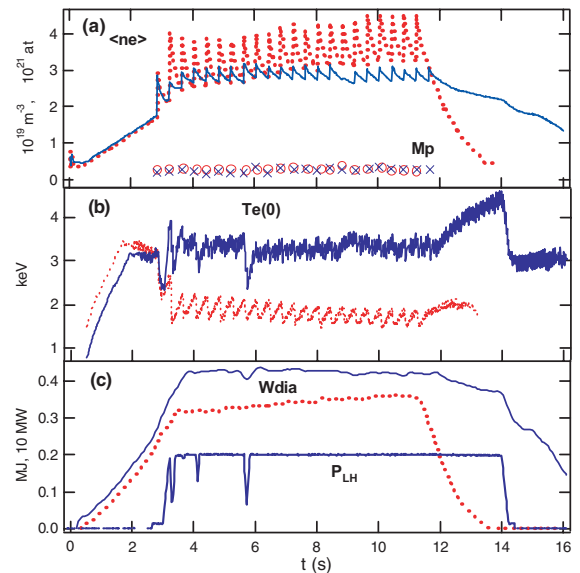 (a) <ne>
10^19 m-3, 10^21 at
5
4
3
2
1
0
Mp
(b) Te(0)
keV
4
3
2
1
(c) Wdia
MJ, 10 MW
0.4
0.3
0.2
0.1
0.0
P_LH
0 2 4 6 8 10 12 14 16
t (s)